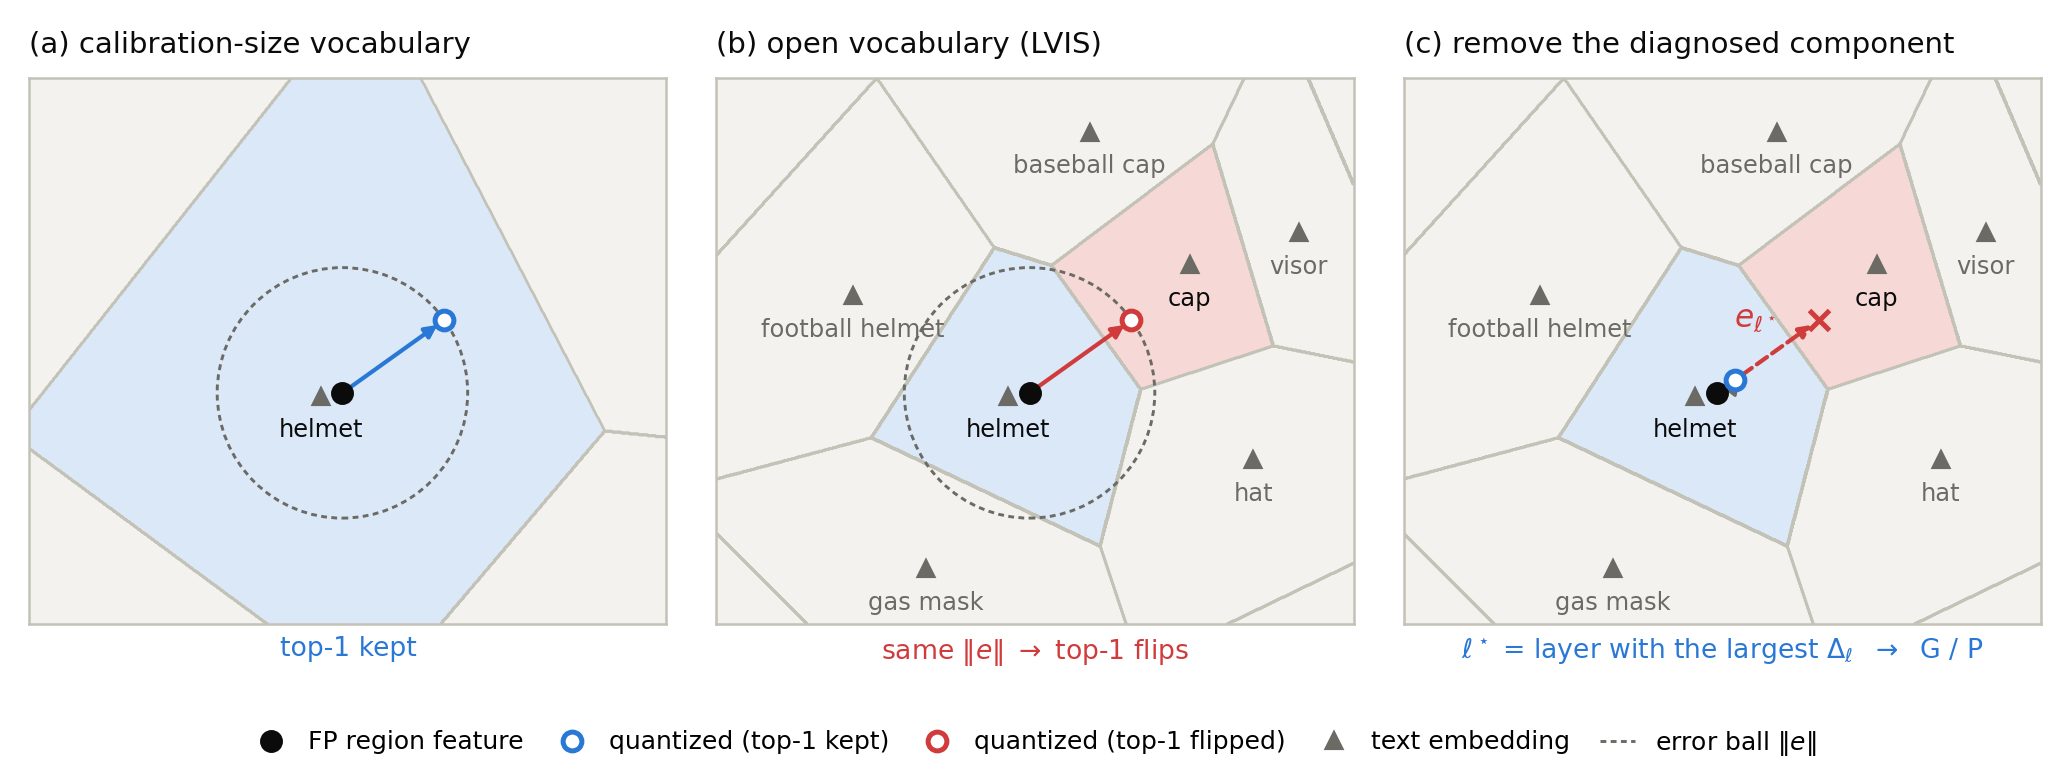 (a) calibration-size vocabulary
helmet
top-1 kept
(b) open vocabulary (LVIS)
baseball cap
visor
cap
football helmet
helmet
hat
gas mask
same ‖e‖ → top-1 flips
(c) remove the diagnosed component
baseball cap
visor
cap
e_ℓ⋆
football helmet
helmet
hat
gas mask
ℓ⋆ = layer with the largest Δ_ℓ → G / P
FP region feature
quantized (top-1 kept)
quantized (top-1 flipped)
text embedding
error ball ‖e‖